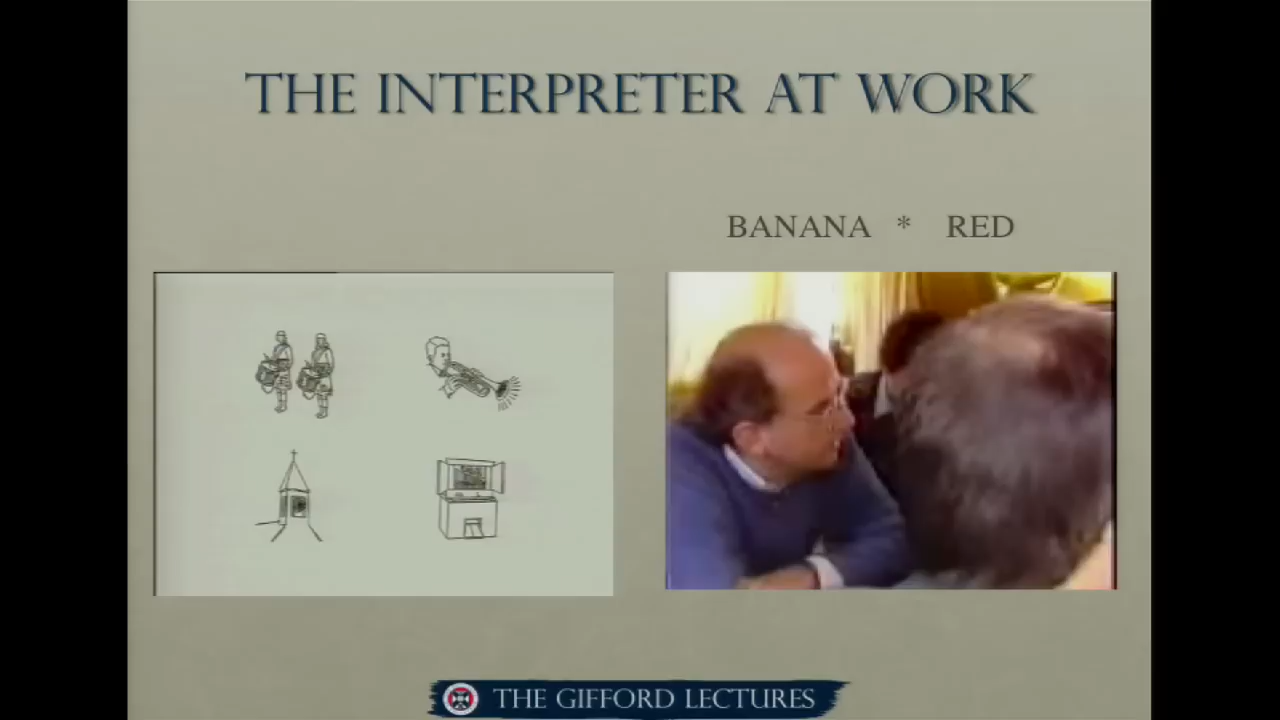 THE INTERPRETER AT WORK
BANANA * RED
THE GIFFORD LECTURES